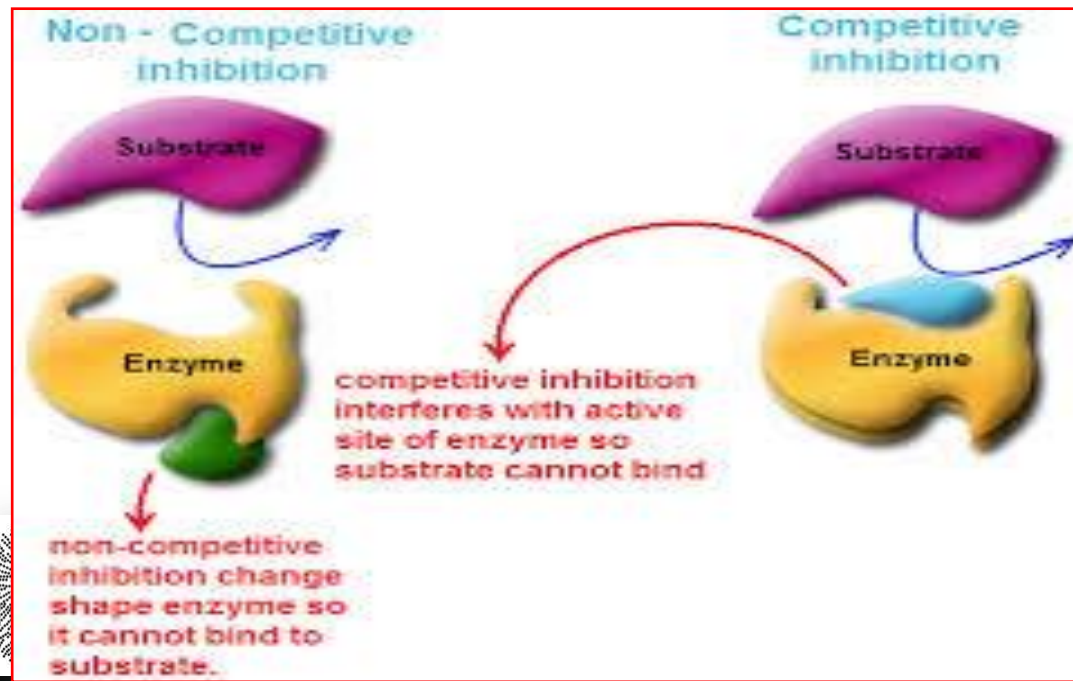 Non - Competitive
inhibition
Substrate
Enzyme
non-competitive
inhibition change
shape enzyme so
it cannot bind to
substrate.
Competitive
inhibition
Substrate
Enzyme
competitive inhibition
interferes with active
site of enzyme so
substrate cannot bind